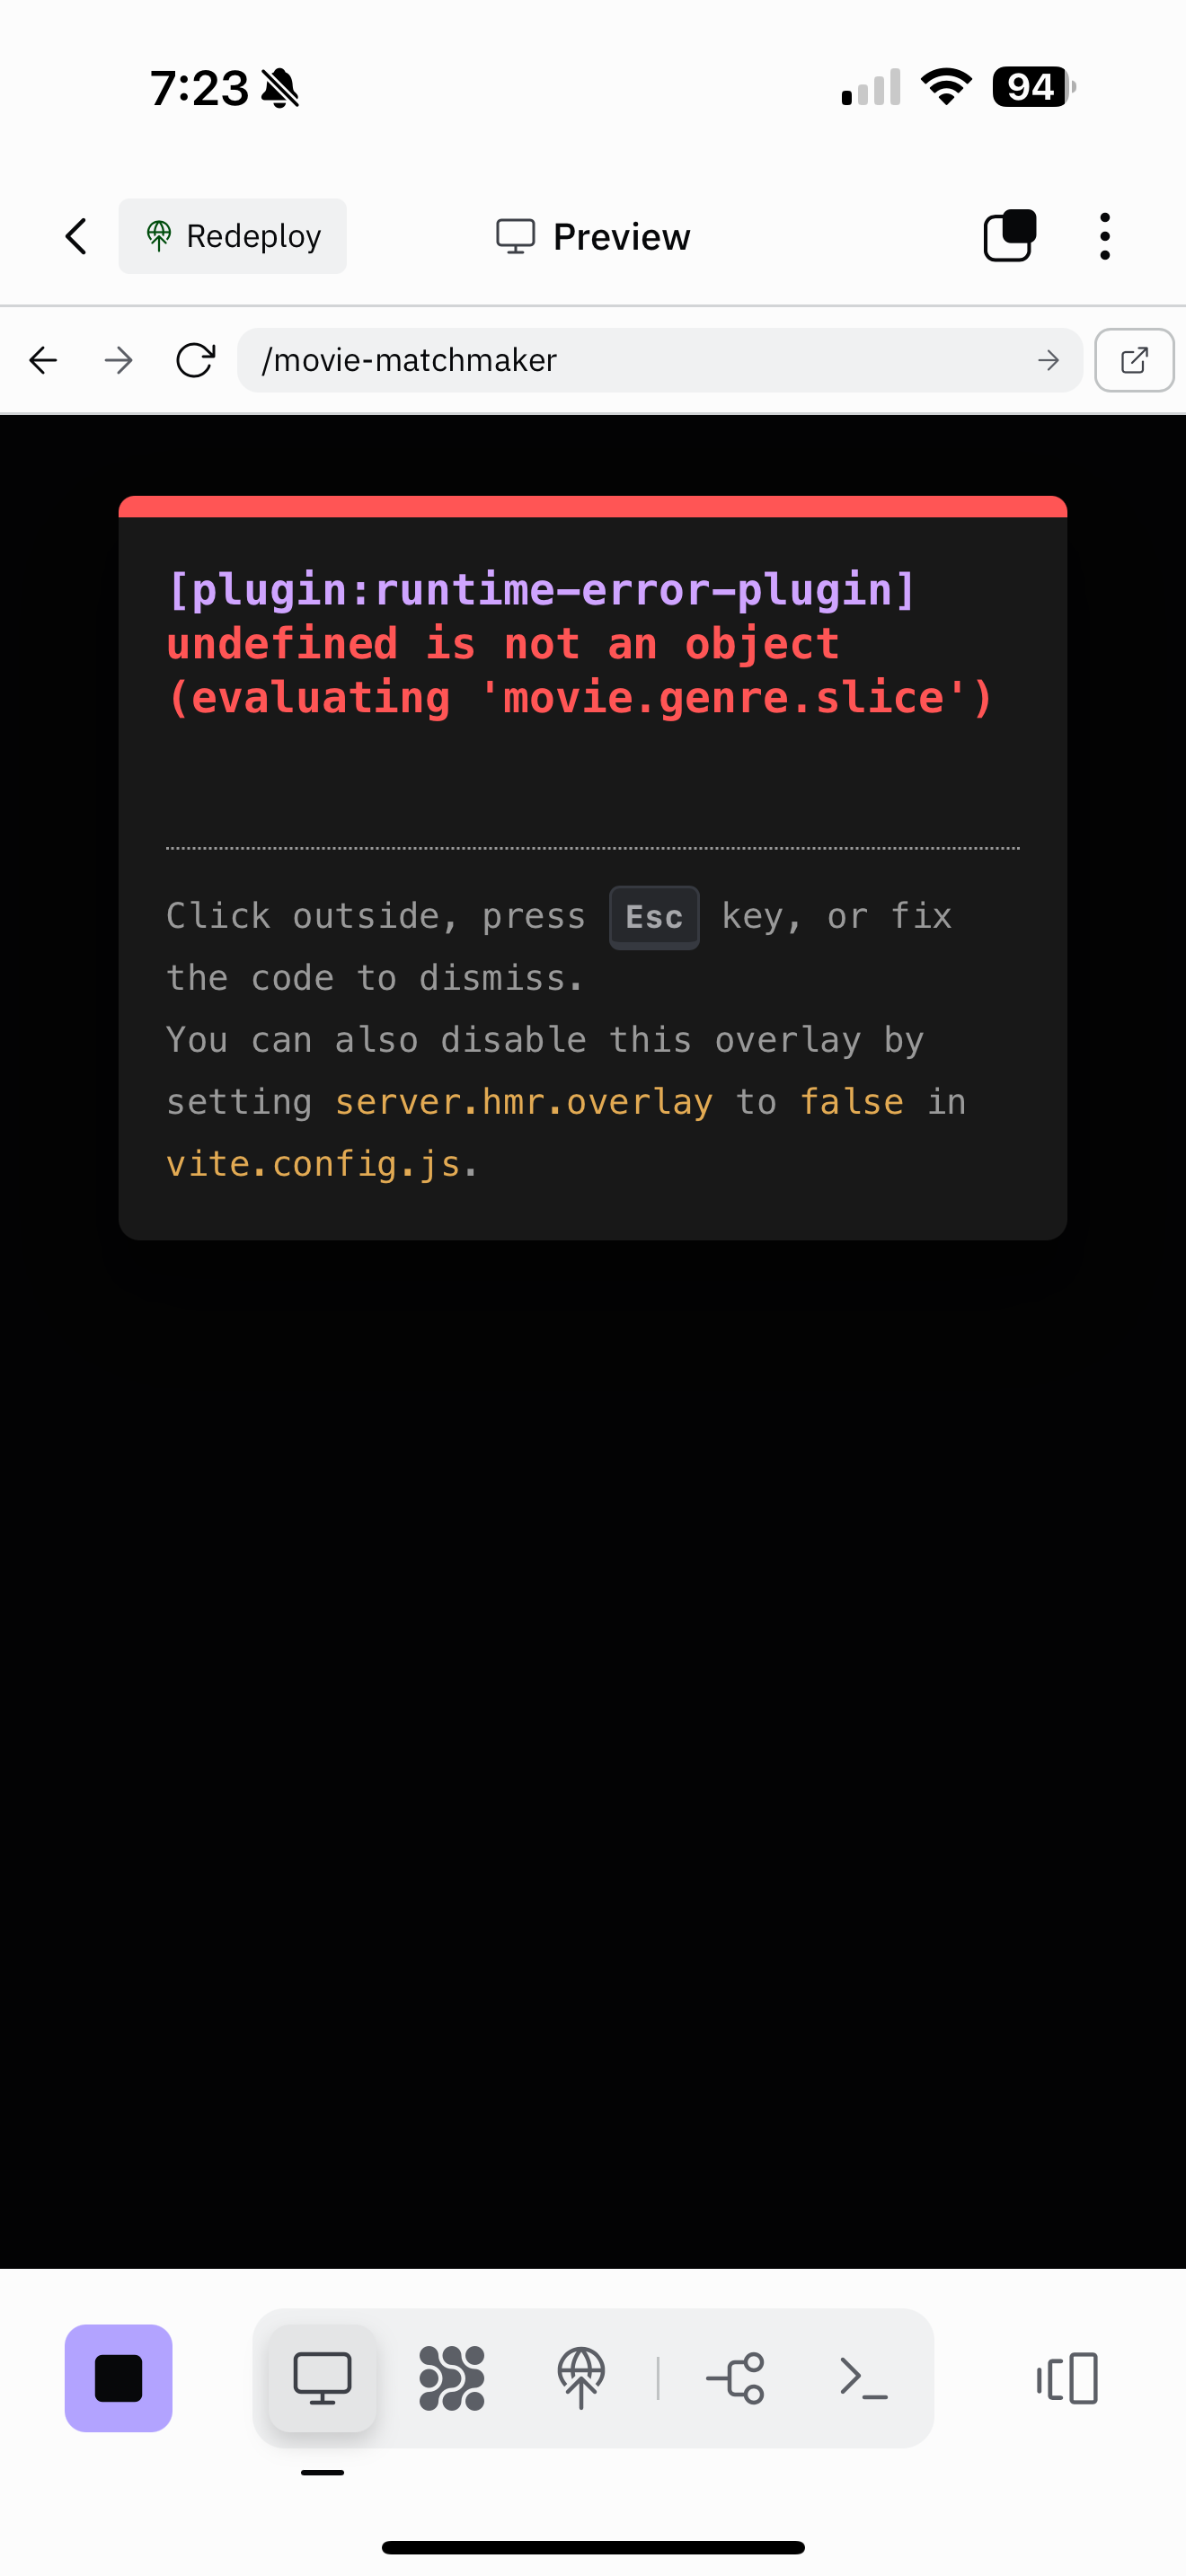 7:23
94
Redeploy
Preview
/movie-matchmaker
[plugin:runtime-error-plugin]
undefined is not an object
(evaluating 'movie.genre.slice')
Click outside, press Esc key, or fix
the code to dismiss.
You can also disable this overlay by
setting server.hmr.overlay to false in
vite.config.js.